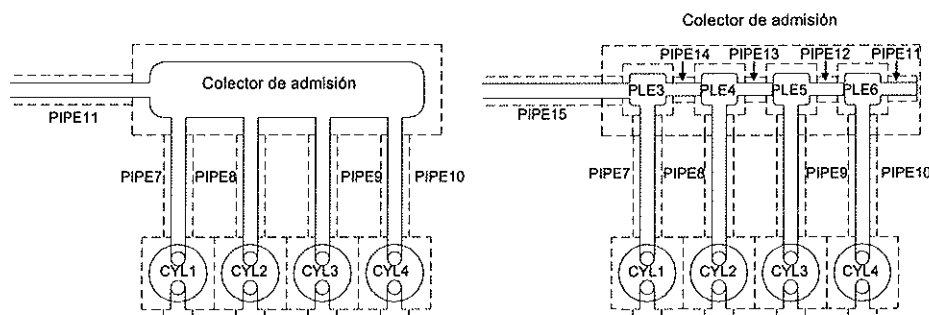 Colector de admisión
PIPE11
PIPE7
PIPE8
PIPE9
PIPE10
CYL1
CYL2
CYL3
CYL4
Colector de admisión
PIPE14
PIPE13
PIPE12
PIPE11
PLE3
PLE4
PLE5
PLE6
PIPE15
PIPE7
PIPE8
PIPE9
PIPE10
CYL1
CYL2
CYL3
CYL4